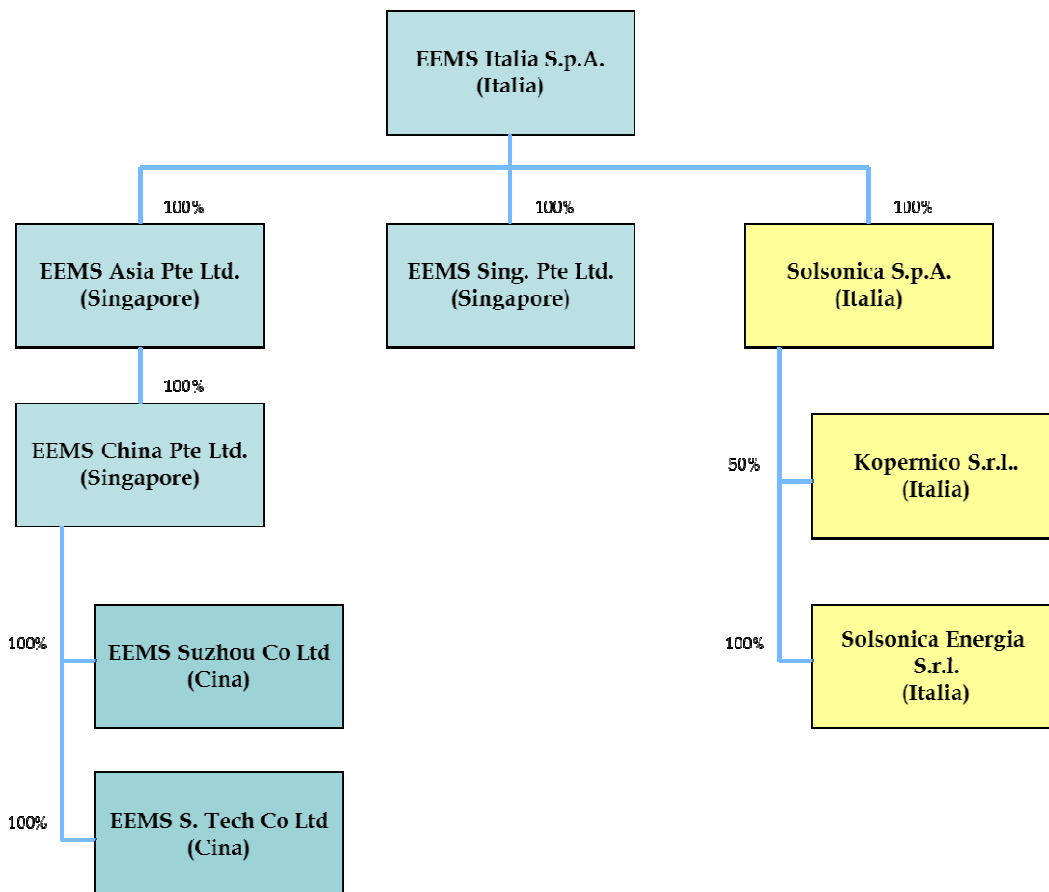 EEMS Italia S.p.A.
(Italia)
100%
100%
100%
EEMS Asia Pte Ltd.
(Singapore)
EEMS Sing. Pte Ltd.
(Singapore)
Solsonica S.p.A.
(Italia)
100%
EEMS China Pte Ltd.
(Singapore)
50%
Kopernico S.r.l..
(Italia)
100%
EEMS Suzhou Co Ltd
(Cina)
100%
Solsonica Energia
S.r.l.
(Italia)
100%
EEMS S. Tech Co Ltd
(Cina)